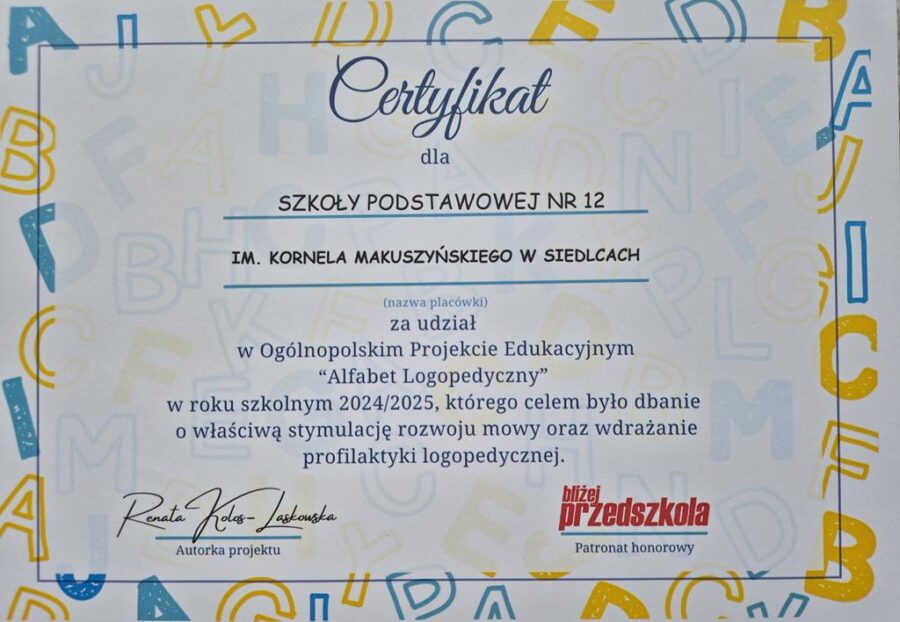 Certyfikat
dla
SZKOŁY PODSTAWOWEJ NR 12
IM. KORNELA MAKUSZYŃSKIEGO W SIEDLCACH
(nazwa placówki)
za udział
w Ogólnopolskim Projekcie Edukacyjnym
“Alfabet Logopedyczny”
w roku szkolnym 2024/2025, którego celem było dbanie
o właściwą stymulację rozwoju mowy oraz wdrażanie
profilaktyki logopedycznej.
Renata Kołos-Laskowska
Autorka projektu
bliżej
przedszkola
Patronat honorowy